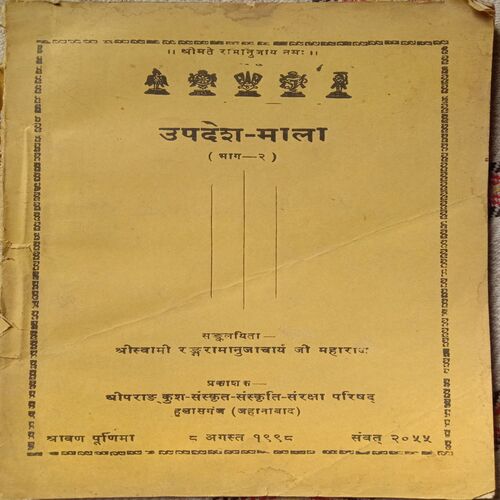 ।। श्रीमते रामानुजाय नमः ।।
उपदेश-माला
( भाग—२ )
सङ्कलयिता—
श्रीस्वामी रङ्गरामानुजाचार्य जी महाराज
प्रकाशक—
श्रीपराङ्कुश-संस्कृत-संस्कृति-संरक्षा परिषद्
हुलासगंज (जहानाबाद)
श्रावण पूर्णिमा ८ अगस्त १९९८ संवत् २०५५